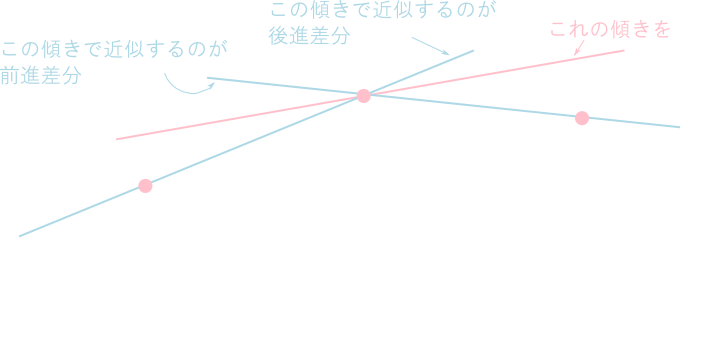 この傾きで近似するのが
後進差分
これの傾きを
この傾きで近似するのが
前進差分